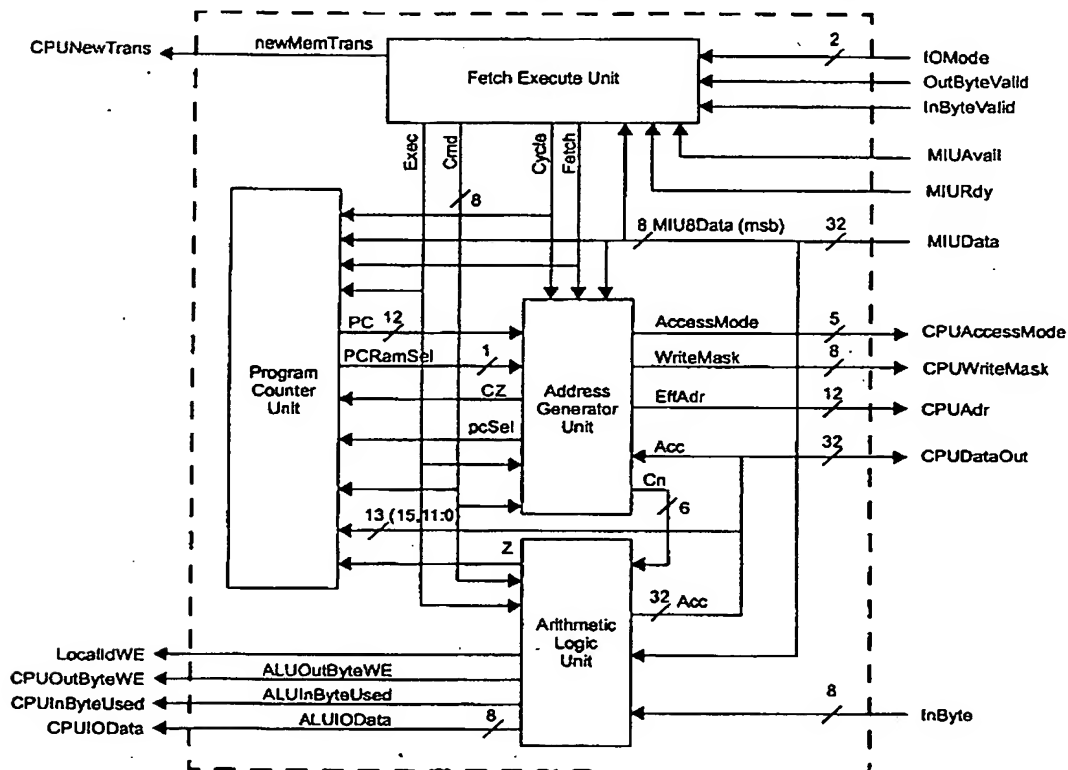 CPUNewTrans
newMemTrans
Fetch Execute Unit
2
IOMode
OutByteValid
InByteValid
MIUAvail
MIURdy
Exec
Cmd
Cycle
Fetch
8
8 MIU8Data (msb)
32
MIUData
Program
Counter
Unit
PC
12
PCRamSel
1
CZ
pcSel
Address
Generator
Unit
AccessMode
5
CPUAccessMode
WriteMask
8
CPUWriteMask
EffAdr
12
CPUAdr
Acc
32
CPUDataOut
Cn
6
13 (15,11:0)
Z
Arithmetic
Logic
Unit
32
Acc
LocalIdWE
CPUOutByteWE
ALUOutByteWE
CPUInByteUsed
ALUInByteUsed
CPUIOData
ALUIOData
8
8
InByte